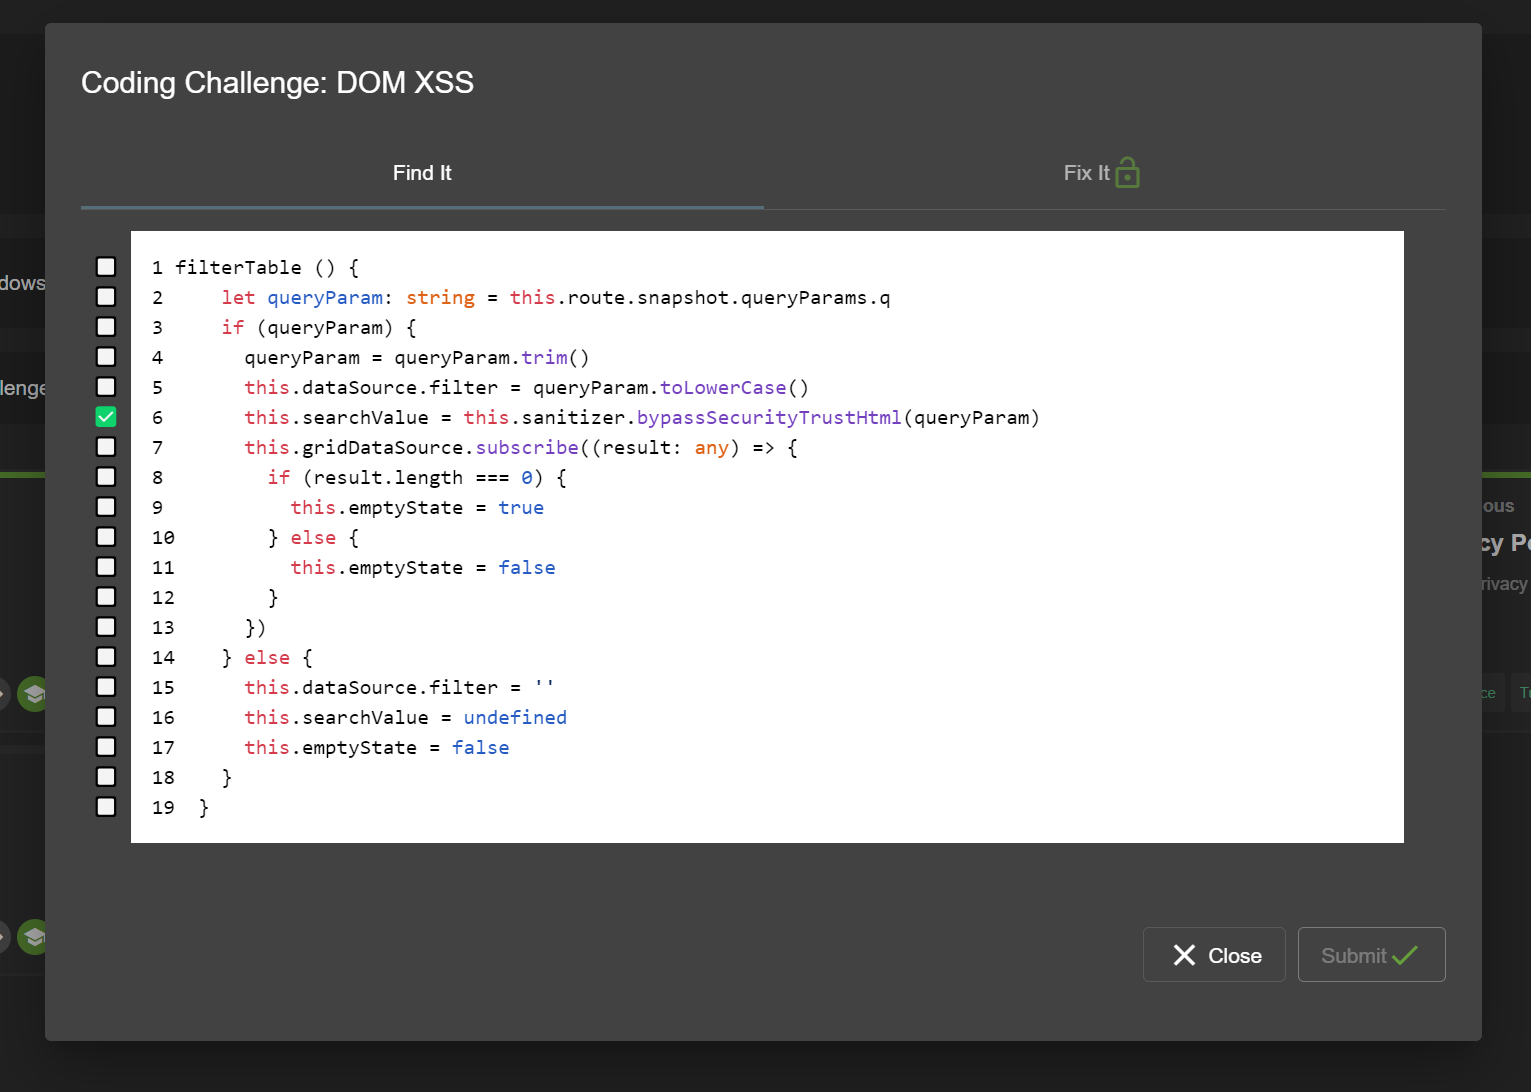 Coding Challenge: DOM XSS
Find It
Fix It
1 filterTable () {
2     let queryParam: string = this.route.snapshot.queryParams.q
3     if (queryParam) {
4       queryParam = queryParam.trim()
5       this.dataSource.filter = queryParam.toLowerCase()
6       this.searchValue = this.sanitizer.bypassSecurityTrustHtml(queryParam)
7       this.gridDataSource.subscribe((result: any) => {
8         if (result.length === 0) {
9           this.emptyState = true
10        } else {
11          this.emptyState = false
12        }
13      })
14    } else {
15      this.dataSource.filter = ''
16      this.searchValue = undefined
17      this.emptyState = false
18    }
19  }
Close
Submit
dows
lenge
ous
cy Po
rivacy
ce
Tu